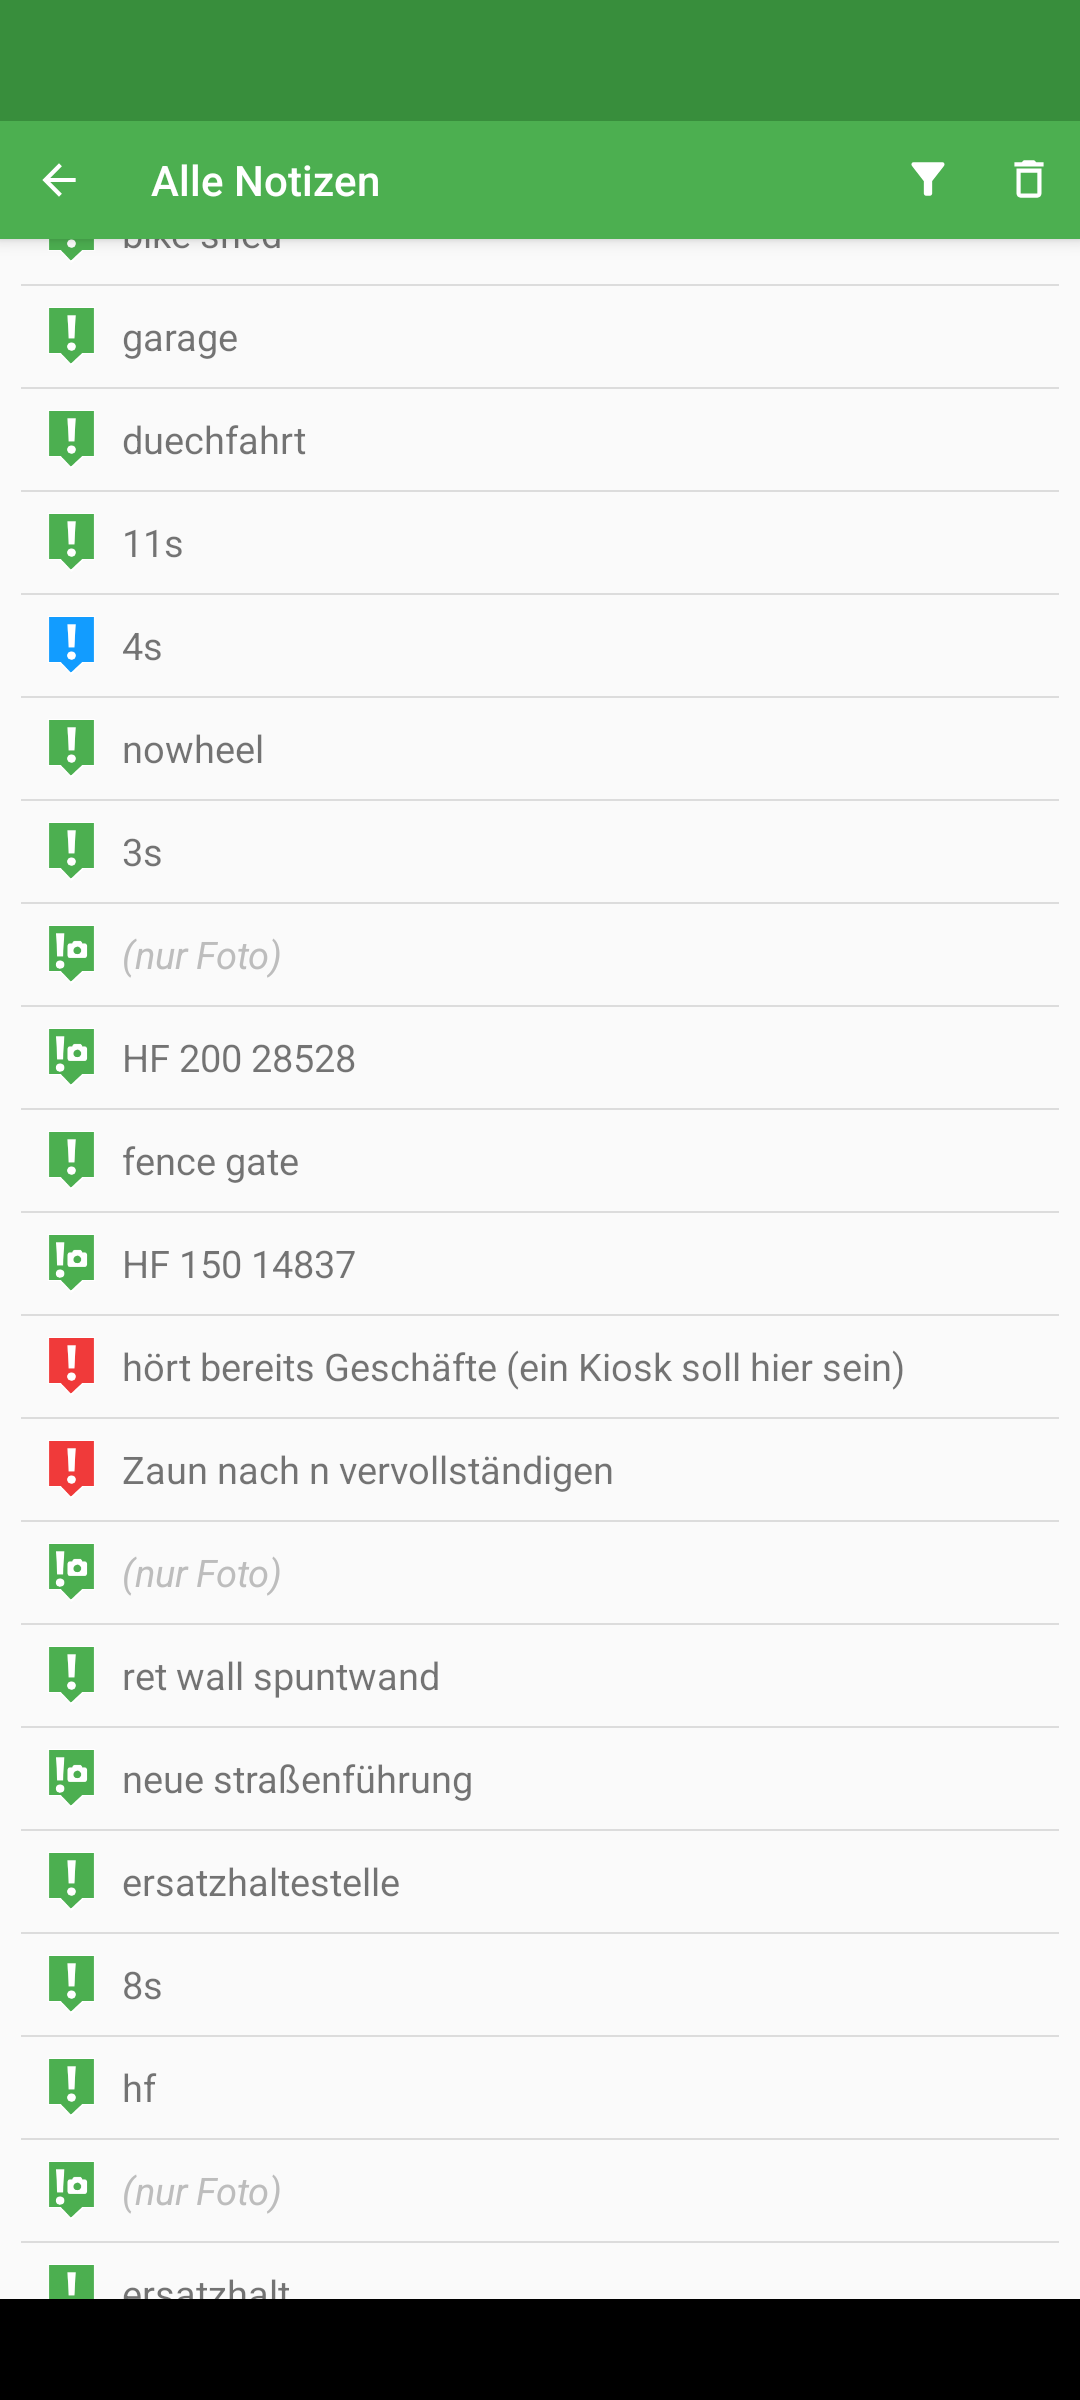 Alle Notizen
bike shed
garage
duechfahrt
11s
4s
nowheel
3s
(nur Foto)
HF 200 28528
fence gate
HF 150 14837
hört bereits Geschäfte (ein Kiosk soll hier sein)
Zaun nach n vervollständigen
(nur Foto)
ret wall spuntwand
neue straßenführung
ersatzhaltestelle
8s
hf
(nur Foto)
ersatzhalt